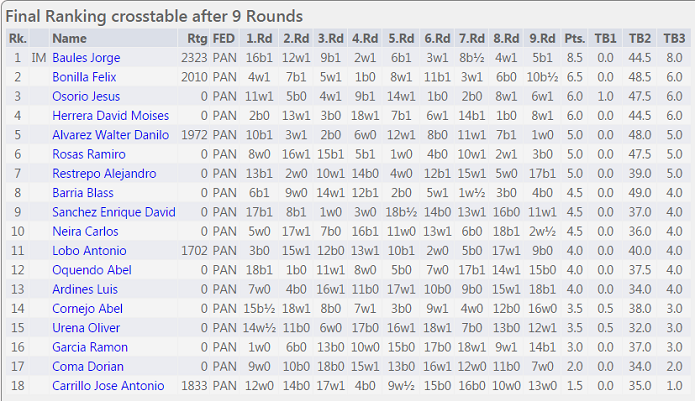 Final Ranking crosstable after 9 Rounds
Rk. Name Rtg FED 1.Rd 2.Rd 3.Rd 4.Rd 5.Rd 6.Rd 7.Rd 8.Rd 9.Rd Pts. TB1 TB2 TB3
1 IM Baules Jorge 2323 PAN 16b1 12w1 9b1 2w1 6b1 3w1 8b½ 4w1 5b1 8.5 0.0 44.5 8.0
2 Bonilla Felix 2010 PAN 4w1 7b1 5w1 1b0 8w1 11b1 3w1 6w0 10b½ 6.5 0.0 48.5 6.0
3 Osorio Jesus 0 PAN 11w1 5b0 4w1 9b1 14w1 1b0 2b0 8w1 6w1 6.0 1.0 47.5 6.0
4 Herrera David Moises 0 PAN 2b0 13w1 3b0 18w1 7b1 6w1 14b1 1b0 8w1 6.0 0.0 44.5 6.0
5 Alvarez Walter Danilo 1972 PAN 10b1 3w1 2b0 6w0 12w1 8b0 11w1 7b1 1w0 5.0 0.0 48.0 5.0
6 Rosas Ramiro 0 PAN 8w0 16w1 15b1 5b1 1w0 4b0 10w1 2w1 3b0 5.0 0.0 47.5 5.0
7 Restrepo Alejandro 0 PAN 13b1 2w0 10w1 14b0 4w0 12b1 15w1 5w0 17b1 5.0 0.0 39.0 5.0
8 Barria Blass 0 PAN 6b1 9w0 14w1 12b1 2b0 5w1 1w½ 3b0 4b0 4.5 0.0 49.0 4.0
9 Sanchez Enrique David 0 PAN 17b1 8b1 1w0 3w0 18b½ 14b0 13w1 16b0 11w1 4.5 0.0 37.0 4.0
10 Neira Carlos 0 PAN 5w0 17w1 7b0 16b1 11w0 13w1 6b0 18b1 2w½ 4.5 0.0 36.0 4.0
11 Lobo Antonio 1702 PAN 3b0 15w1 12b0 13w1 10b1 2w0 5b0 17w1 9b0 4.0 0.0 40.0 4.0
12 Oquendo Abel 0 PAN 18b1 1b0 11w1 8w0 5b0 7w0 17b1 14w1 15b0 4.0 0.0 37.5 4.0
13 Ardines Luis 0 PAN 7w0 4b0 16w1 11b0 17w1 10b0 9b0 15w1 18b1 4.0 0.0 34.0 4.0
14 Cornejo Abel 0 PAN 15b½ 18w1 8b0 7w1 3b0 9w1 4w0 12b0 16w0 3.5 0.5 38.0 3.0
15 Urena Oliver 0 PAN 14w½ 11b0 6w0 17b0 16w1 18w1 7b0 13b0 12w1 3.5 0.5 32.0 3.0
16 Garcia Ramon 0 PAN 1w0 6b0 13b0 10w0 15b0 17b0 18w1 9w1 14b1 3.0 0.0 37.0 3.0
17 Coma Dorian 0 PAN 9w0 10b0 18b0 15w1 13b0 16w1 12w0 11b0 7w0 2.0 0.0 34.0 2.0
18 Carrillo Jose Antonio 1833 PAN 12w0 14b0 17w1 4b0 9w½ 15b0 16b0 10w0 13w0 1.5 0.0 35.0 1.0